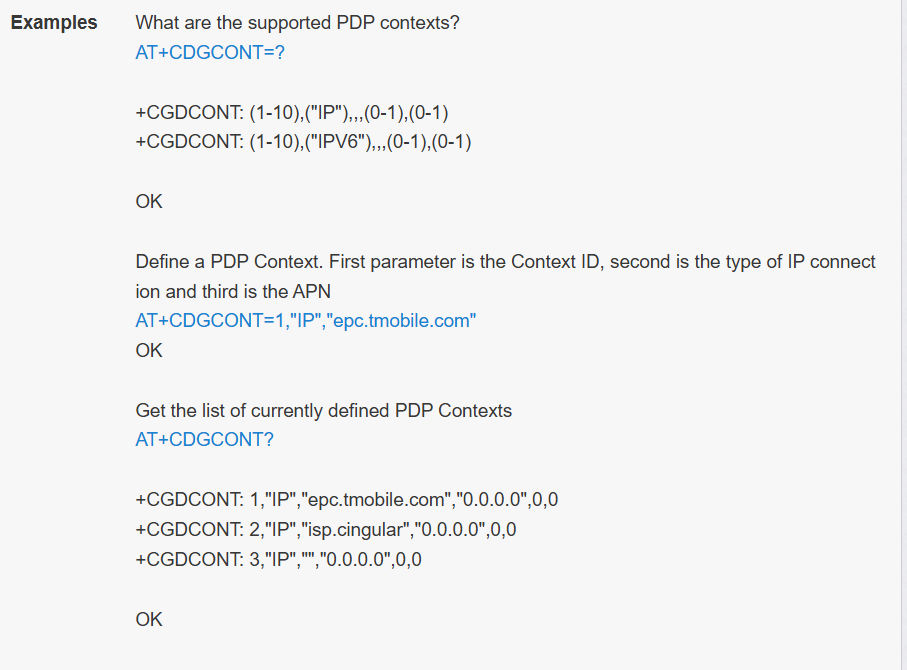 Examples
What are the supported PDP contexts?
AT+CDGCONT=?
+CGDCONT: (1-10),("IP"),,,(0-1),(0-1)
+CGDCONT: (1-10),("IPV6"),,,(0-1),(0-1)
OK
Define a PDP Context. First parameter is the Context ID, second is the type of IP connect
ion and third is the APN
AT+CDGCONT=1,"IP","epc.tmobile.com"
OK
Get the list of currently defined PDP Contexts
AT+CDGCONT?
+CGDCONT: 1,"IP","epc.tmobile.com","0.0.0.0",0,0
+CGDCONT: 2,"IP","isp.cingular","0.0.0.0",0,0
+CGDCONT: 3,"IP","","0.0.0.0",0,0
OK